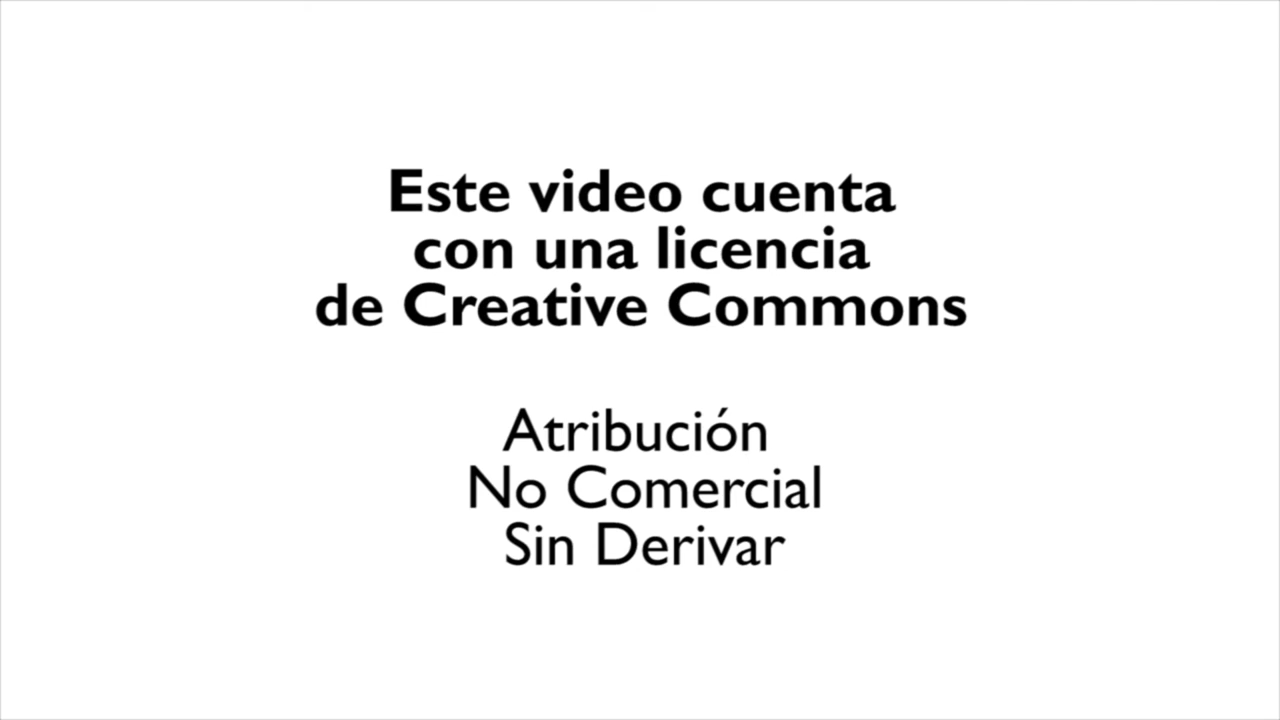 Este video cuenta
con una licencia
de Creative Commons
Atribución
No Comercial
Sin Derivar